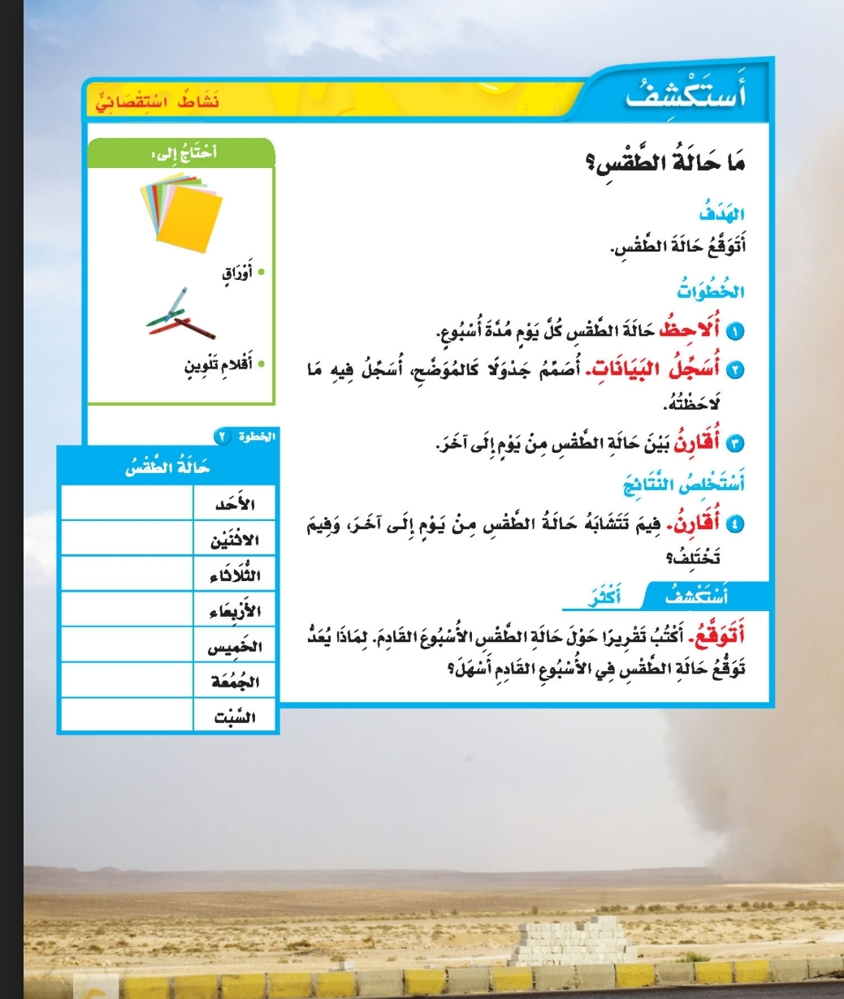 أَستَكْشِفُ
نَشَاطٌ اسْتِقْصَائِيٌّ
مَا حَالَةُ الطَّقْسِ؟
الهَدَفُ
أَتَوَقَّعُ حَالَةَ الطَّقْسِ.
الخُطُوَاتُ
١ أُلَاحِظُ حَالَةَ الطَّقْسِ كُلَّ يَوْمٍ مُدَّةَ أُسْبُوعٍ.
٢ أُسَجِّلُ البَيَانَاتِ. أُصَمِّمُ جَدْوَلًا كَالمُوَضَّحِ، أُسَجِّلُ فِيهِ مَا
لَاحَظْتُهُ.
٣ أُقَارِنُ بَيْنَ حَالَةِ الطَّقْسِ مِنْ يَوْمٍ إِلَى آخَرَ.
أَسْتَخْلِصُ النَّتَائِجَ
٤ أُقَارِنُ. فِيمَ تَتَشَابَهُ حَالَةُ الطَّقْسِ مِنْ يَوْمٍ إِلَى آخَرَ، وَفِيمَ
تَخْتَلِفُ؟
أَسْتَكْشِفُ أَكْثَرَ
أَتَوَقَّعُ. أَكْتُبُ تَقْرِيرًا حَوْلَ حَالَةِ الطَّقْسِ الأُسْبُوعَ القَادِمَ. لِمَاذَا يُعَدُّ
تَوَقُّعُ حَالَةِ الطَّقْسِ فِي الأُسْبُوعِ القَادِمِ أَسْهَلَ؟
أَحْتَاجُ إِلى:
• أَوْرَاقٍ
• أَقْلَامِ تَلْوِينٍ
الخطوة ٢
حَالَةُ الطَّقْسُ
الأَحَد
الاثْنَيْن
الثُّلَاثَاء
الأَرْبِعَاء
الخَمِيس
الجُمُعَة
السَّبْت